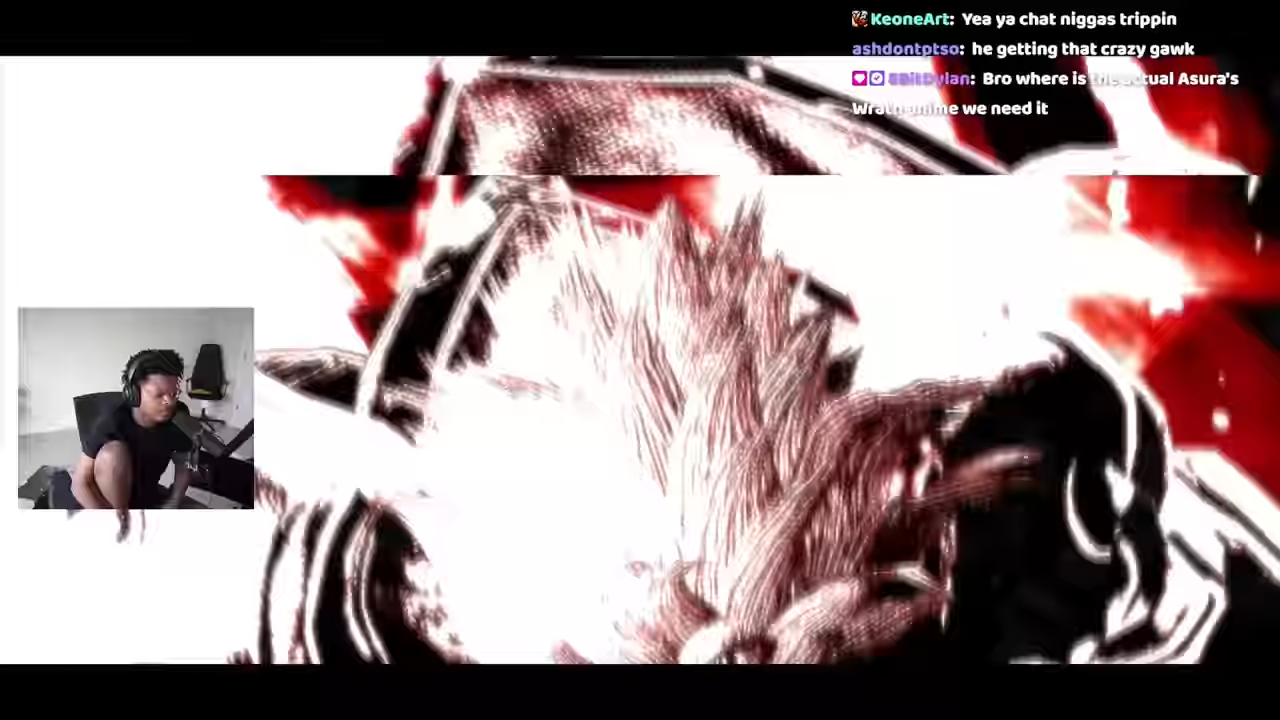 KeoneArt: Yea ya chat niggas trippin
ashdontptso: he getting that crazy gawk
8BitDylan: Bro where is the actual Asura's
Wrath anime we need it